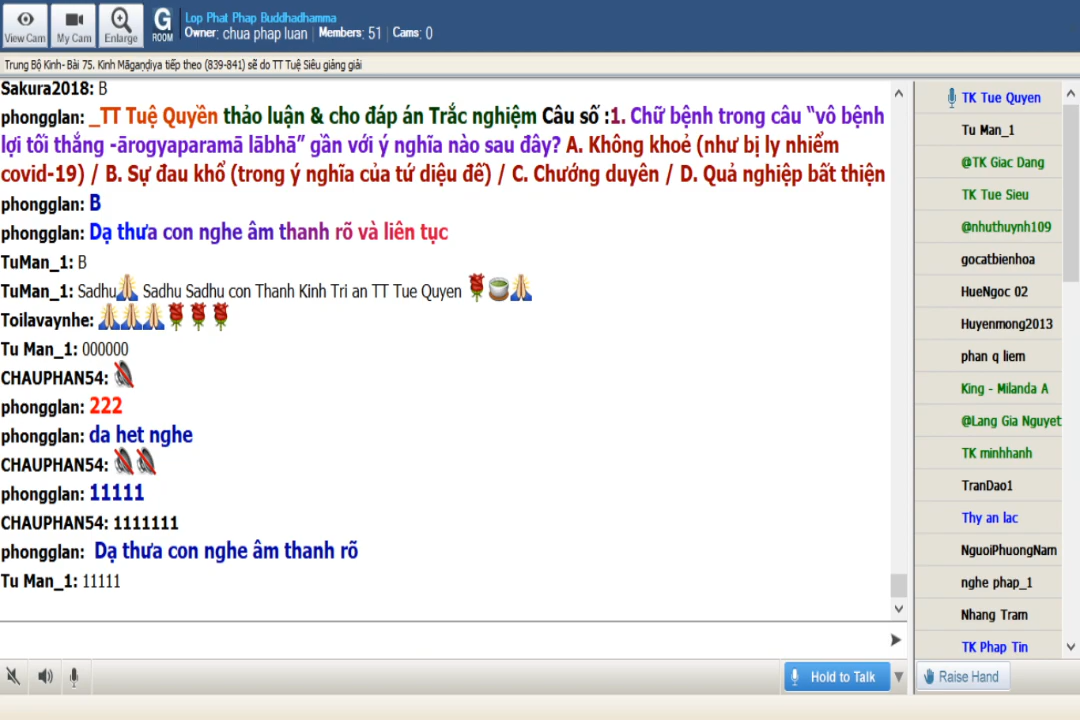 Lop Phat Phap Buddhadhamma
Owner: chua phap luan | Members: 51 | Cams: 0
View Cam
My Cam
Enlarge
G ROOM
Trung Bộ Kinh- Bài 75. Kinh Māgaṇḍiya tiếp theo (839-841) sẽ do TT Tuệ Siêu giảng giải
Sakura2018: B
phongglan: _TT Tuệ Quyền thảo luận & cho đáp án Trắc nghiệm Câu số :1. Chữ bệnh trong câu “vô bệnh
lợi tối thắng -ārogyaparamā lābhā” gần với ý nghĩa nào sau đây? A. Không khoẻ (như bị ly nhiễm
covid-19) / B. Sự đau khổ (trong ý nghĩa của tứ diệu đế) / C. Chướng duyên / D. Quả nghiệp bất thiện
phongglan: B
phongglan: Dạ thưa con nghe âm thanh rõ và liên tục
TuMan_1: B
TuMan_1: Sadhu🙏 Sadhu Sadhu con Thanh Kinh Tri an TT Tue Quyen 🌹🍵🙏
Toilavaynhe: 🙏🙏🙏🌹🌹🌹
Tu Man_1: 000000
CHAUPHAN54:
phongglan: 222
phongglan: da het nghe
CHAUPHAN54:
phongglan: 11111
CHAUPHAN54: 1111111
phongglan: Dạ thưa con nghe âm thanh rõ
Tu Man_1: 11111
TK Tue Quyen
Tu Man_1
@TK Giac Dang
TK Tue Sieu
@nhuthuynh109
gocatbienhoa
HueNgoc 02
Huyenmong2013
phan q liem
King - Milanda A
@Lang Gia Nguyet
TK minhhanh
TranDao1
Thy an lac
NguoiPhuongNam
nghe phap_1
Nhang Tram
TK Phap Tin
Hold to Talk
Raise Hand